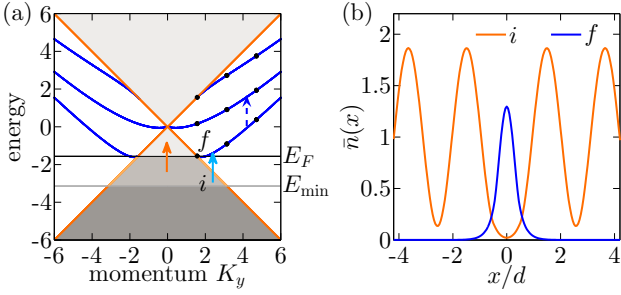 (a)
6
4
2
0
-2
-4
-6
energy
-6 -4 -2 0 2 4 6
momentum K_y
f
i
E_F
E_min
(b)
i f
2
1.5
1
0.5
0
n̄(x)
-4 -2 0 2 4
x/d